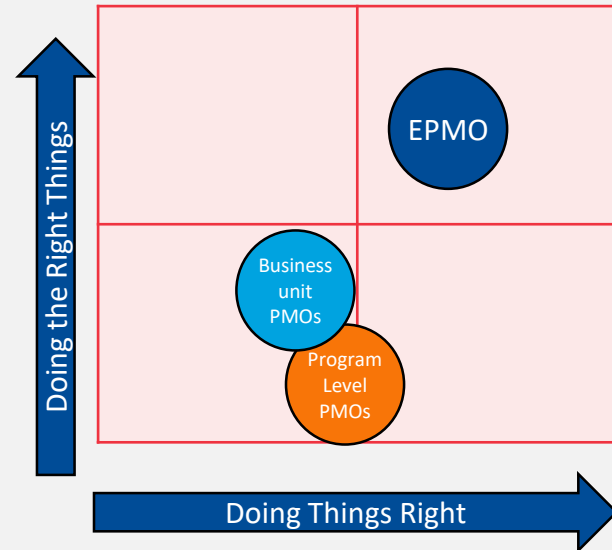 Doing the Right Things
EPMO
Business
unit
PMOs
Program
Level
PMOs
Doing Things Right